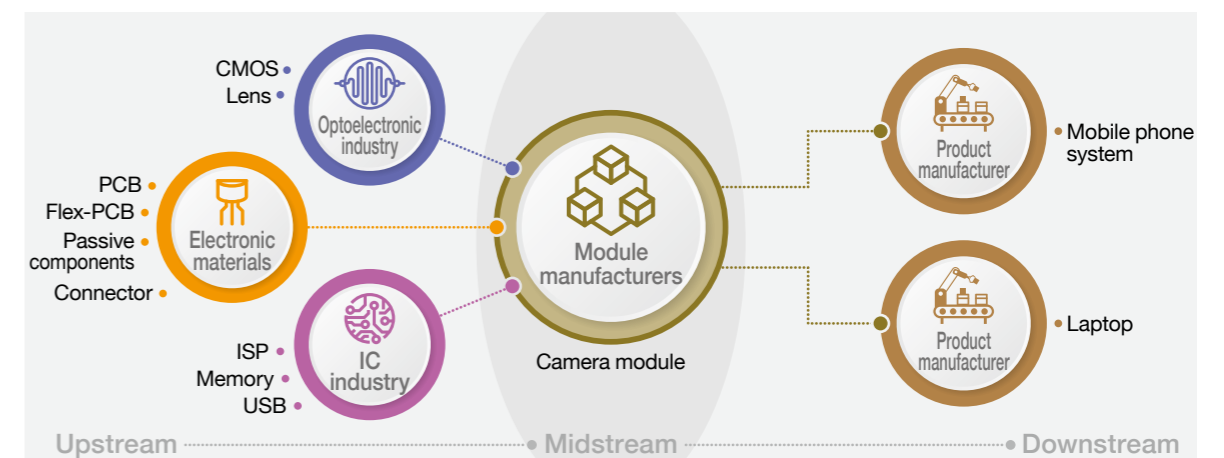 CMOS
Lens
Optoelectronic
industry
PCB
Flex-PCB
Passive
components
Connector
Electronic
materials
ISP
Memory
USB
IC
industry
Module
manufacturers
Camera module
Product
manufacturer
Mobile phone
system
Product
manufacturer
Laptop
Upstream
Midstream
Downstream